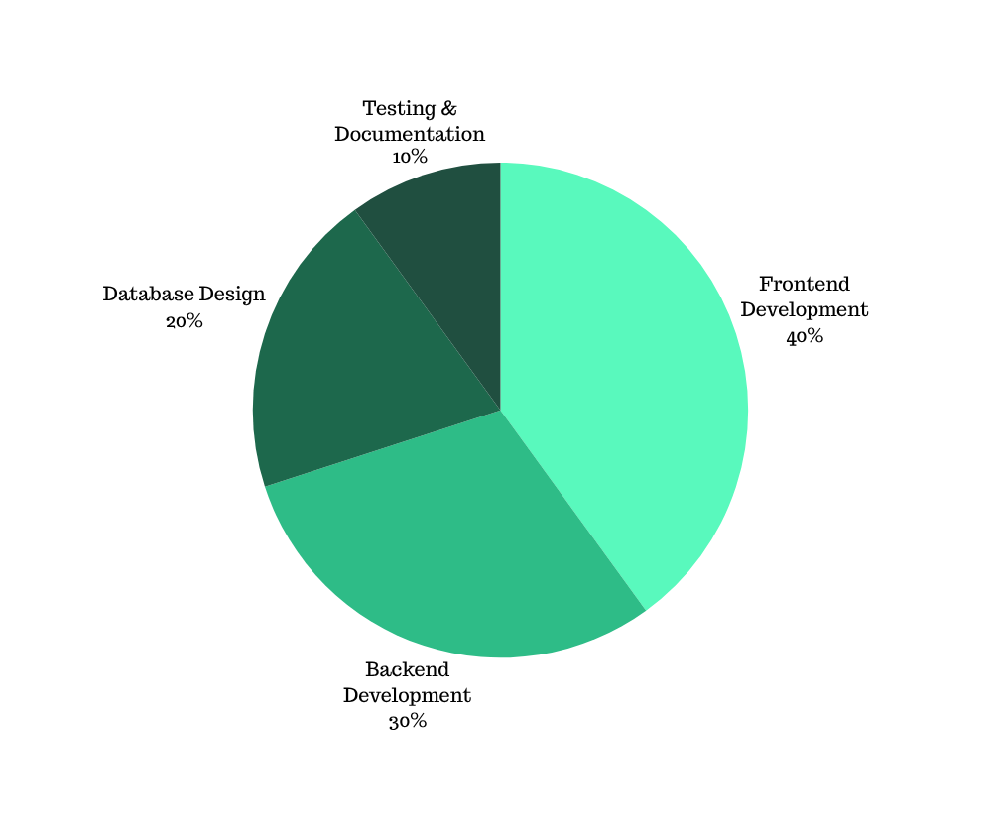 Testing &
Documentation
10%
Frontend
Development
40%
Database Design
20%
Backend
Development
30%